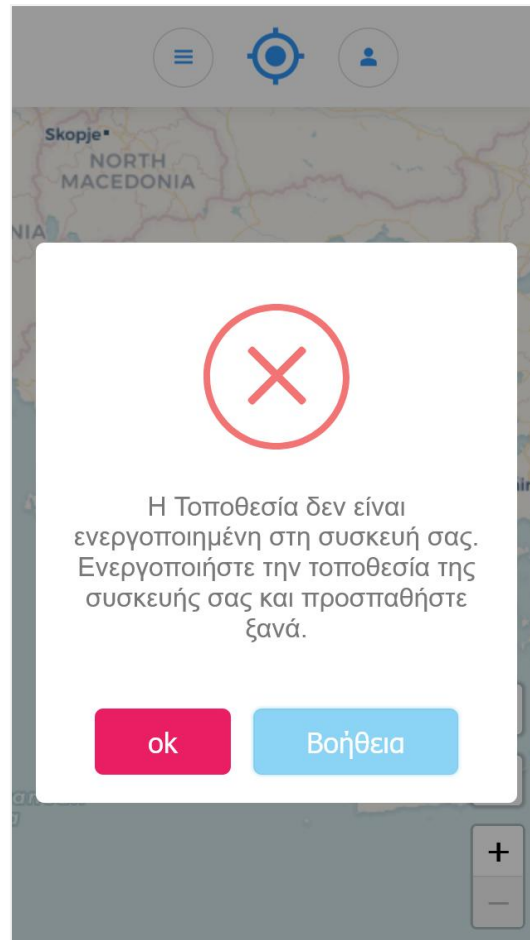 Skopje
NORTH
MACEDONIA
NIA
Η Τοποθεσία δεν είναι
ενεργοποιημένη στη συσκευή σας.
Ενεργοποιήστε την τοποθεσία της
συσκευής σας και προσπαθήστε
ξανά.
ok
Βοήθεια
+
−